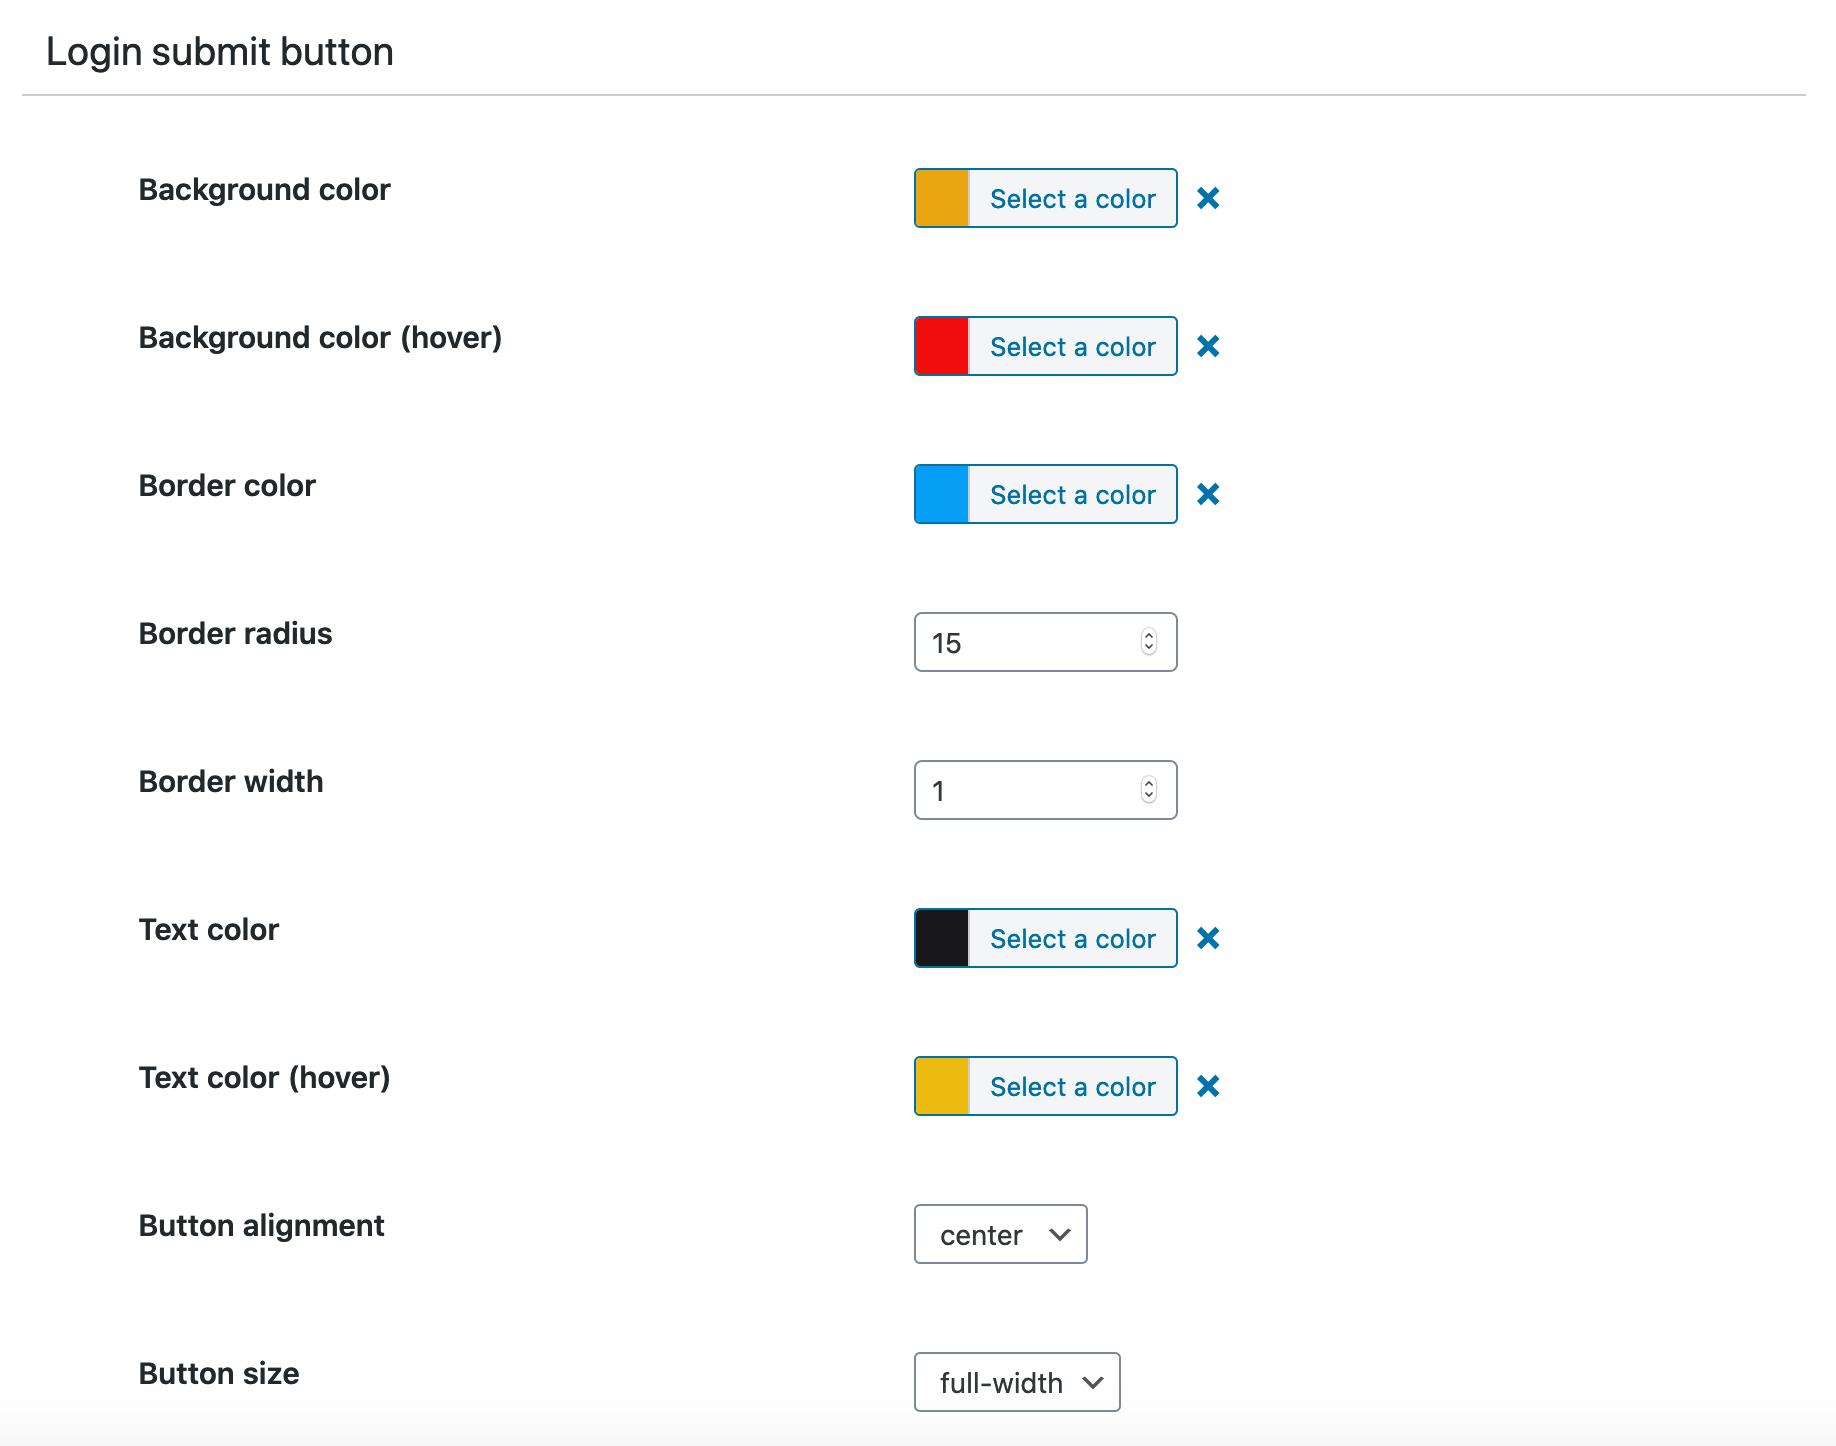 Login submit button
Background color
Select a color
Background color (hover)
Select a color
Border color
Select a color
Border radius
15
Border width
1
Text color
Select a color
Text color (hover)
Select a color
Button alignment
center
Button size
full-width